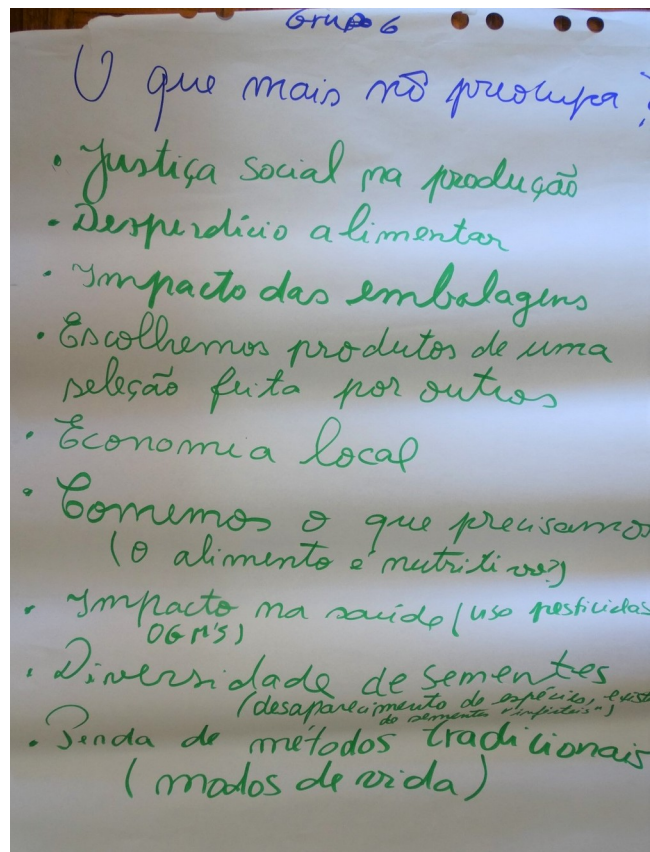 Grupo 6
O que mais nõ preocupa?
• Justiça social na produção
• Desperdício alimentar
• Impacto das embalagens
• Escolhemos produtos de uma
seleção feita por outros
• Economia local
• Comemos o que precisamos
(o alimento é nutritivo?)
• Impacto na saúde (uso pesticidas
OGM'S)
• Diversidade de sementes
(desaparecimento de espécies,
de sementes
• Perda de métodos tradicionais
(modos de vida)